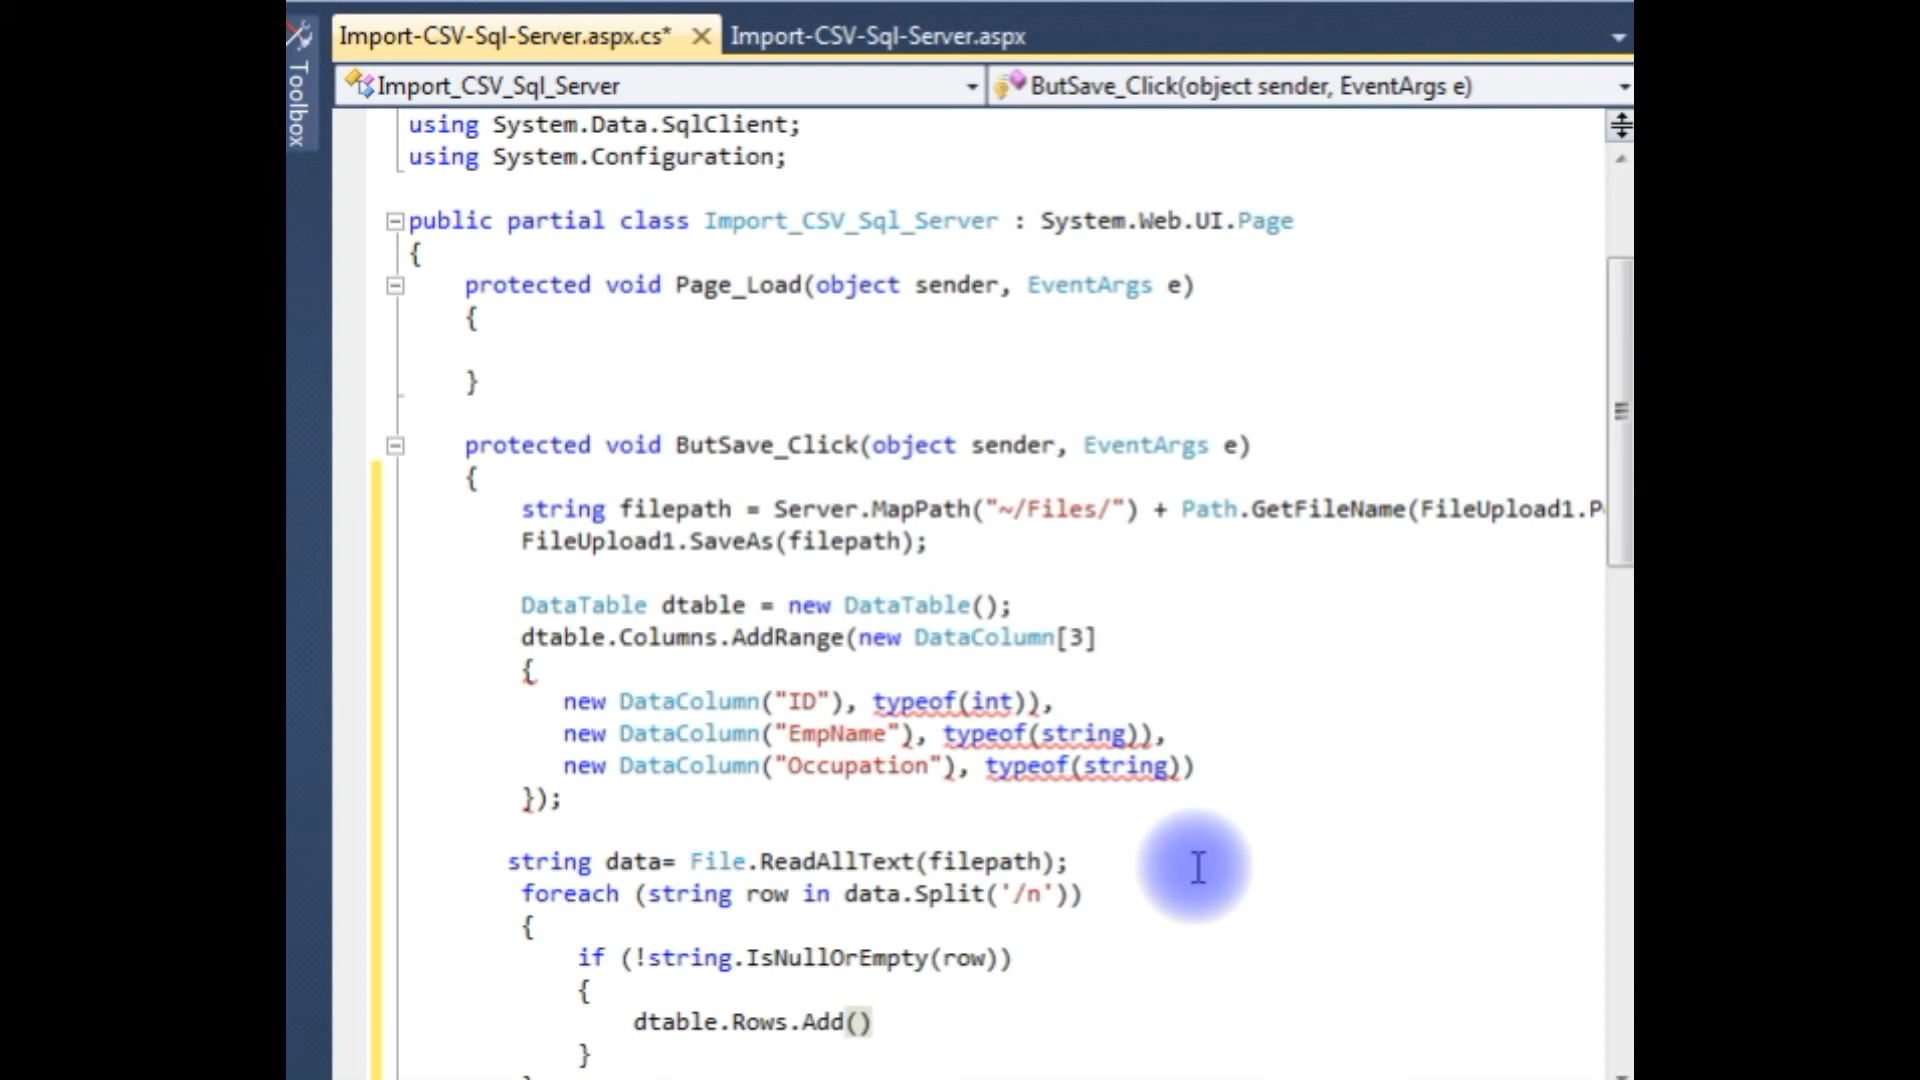 Import-CSV-Sql-Server.aspx.cs* Import-CSV-Sql-Server.aspx
Toolbox
Import_CSV_Sql_Server ButSave_Click(object sender, EventArgs e)
using System.Data.SqlClient;
using System.Configuration;
public partial class Import_CSV_Sql_Server : System.Web.UI.Page
{
protected void Page_Load(object sender, EventArgs e)
{
}
protected void ButSave_Click(object sender, EventArgs e)
{
string filepath = Server.MapPath("~/Files/") + Path.GetFileName(FileUpload1.P
FileUpload1.SaveAs(filepath);
DataTable dtable = new DataTable();
dtable.Columns.AddRange(new DataColumn[3]
{
new DataColumn("ID"), typeof(int)),
new DataColumn("EmpName"), typeof(string)),
new DataColumn("Occupation"), typeof(string))
});
string data= File.ReadAllText(filepath);
foreach (string row in data.Split('/n'))
{
if (!string.IsNullOrEmpty(row))
{
dtable.Rows.Add()
}